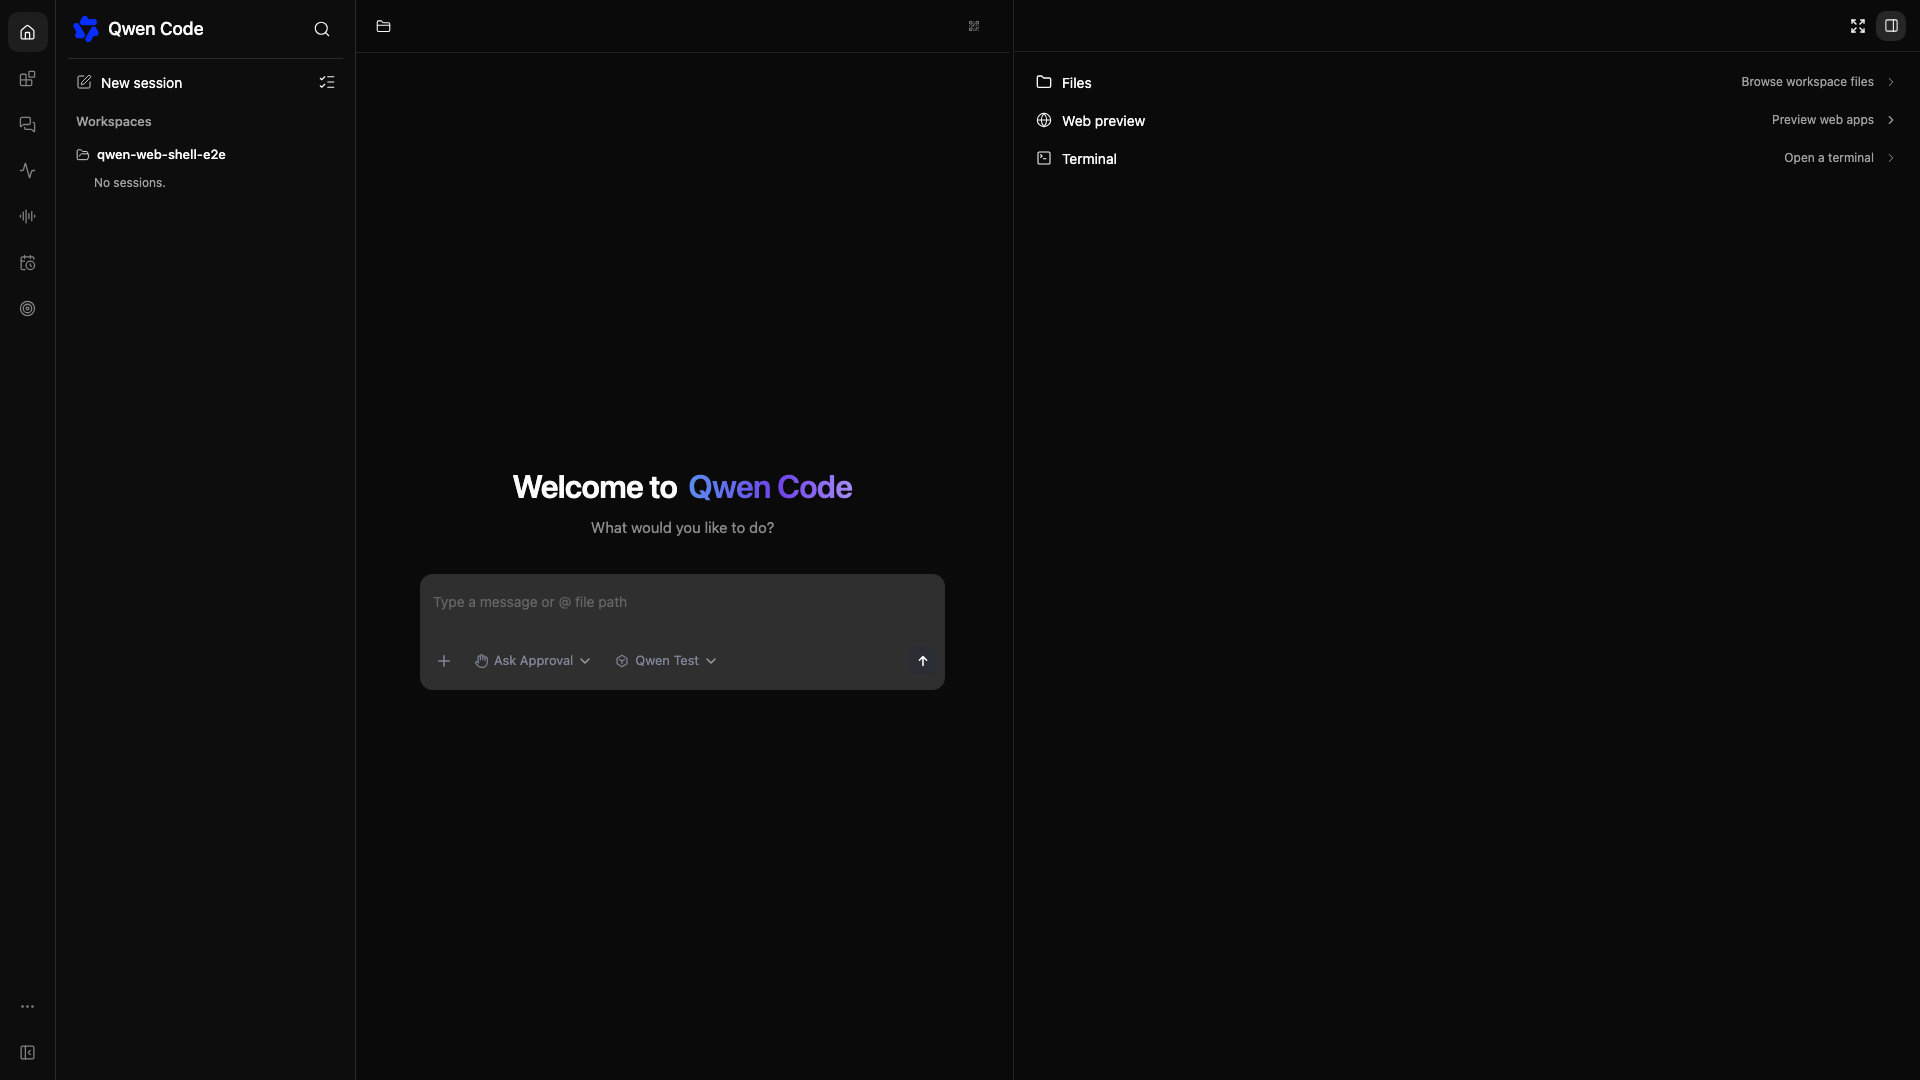 Qwen Code
New session
Workspaces
qwen-web-shell-e2e
No sessions.
Welcome to Qwen Code
What would you like to do?
Type a message or @ file path
Ask Approval
Qwen Test
Files
Browse workspace files
Web preview
Preview web apps
Terminal
Open a terminal